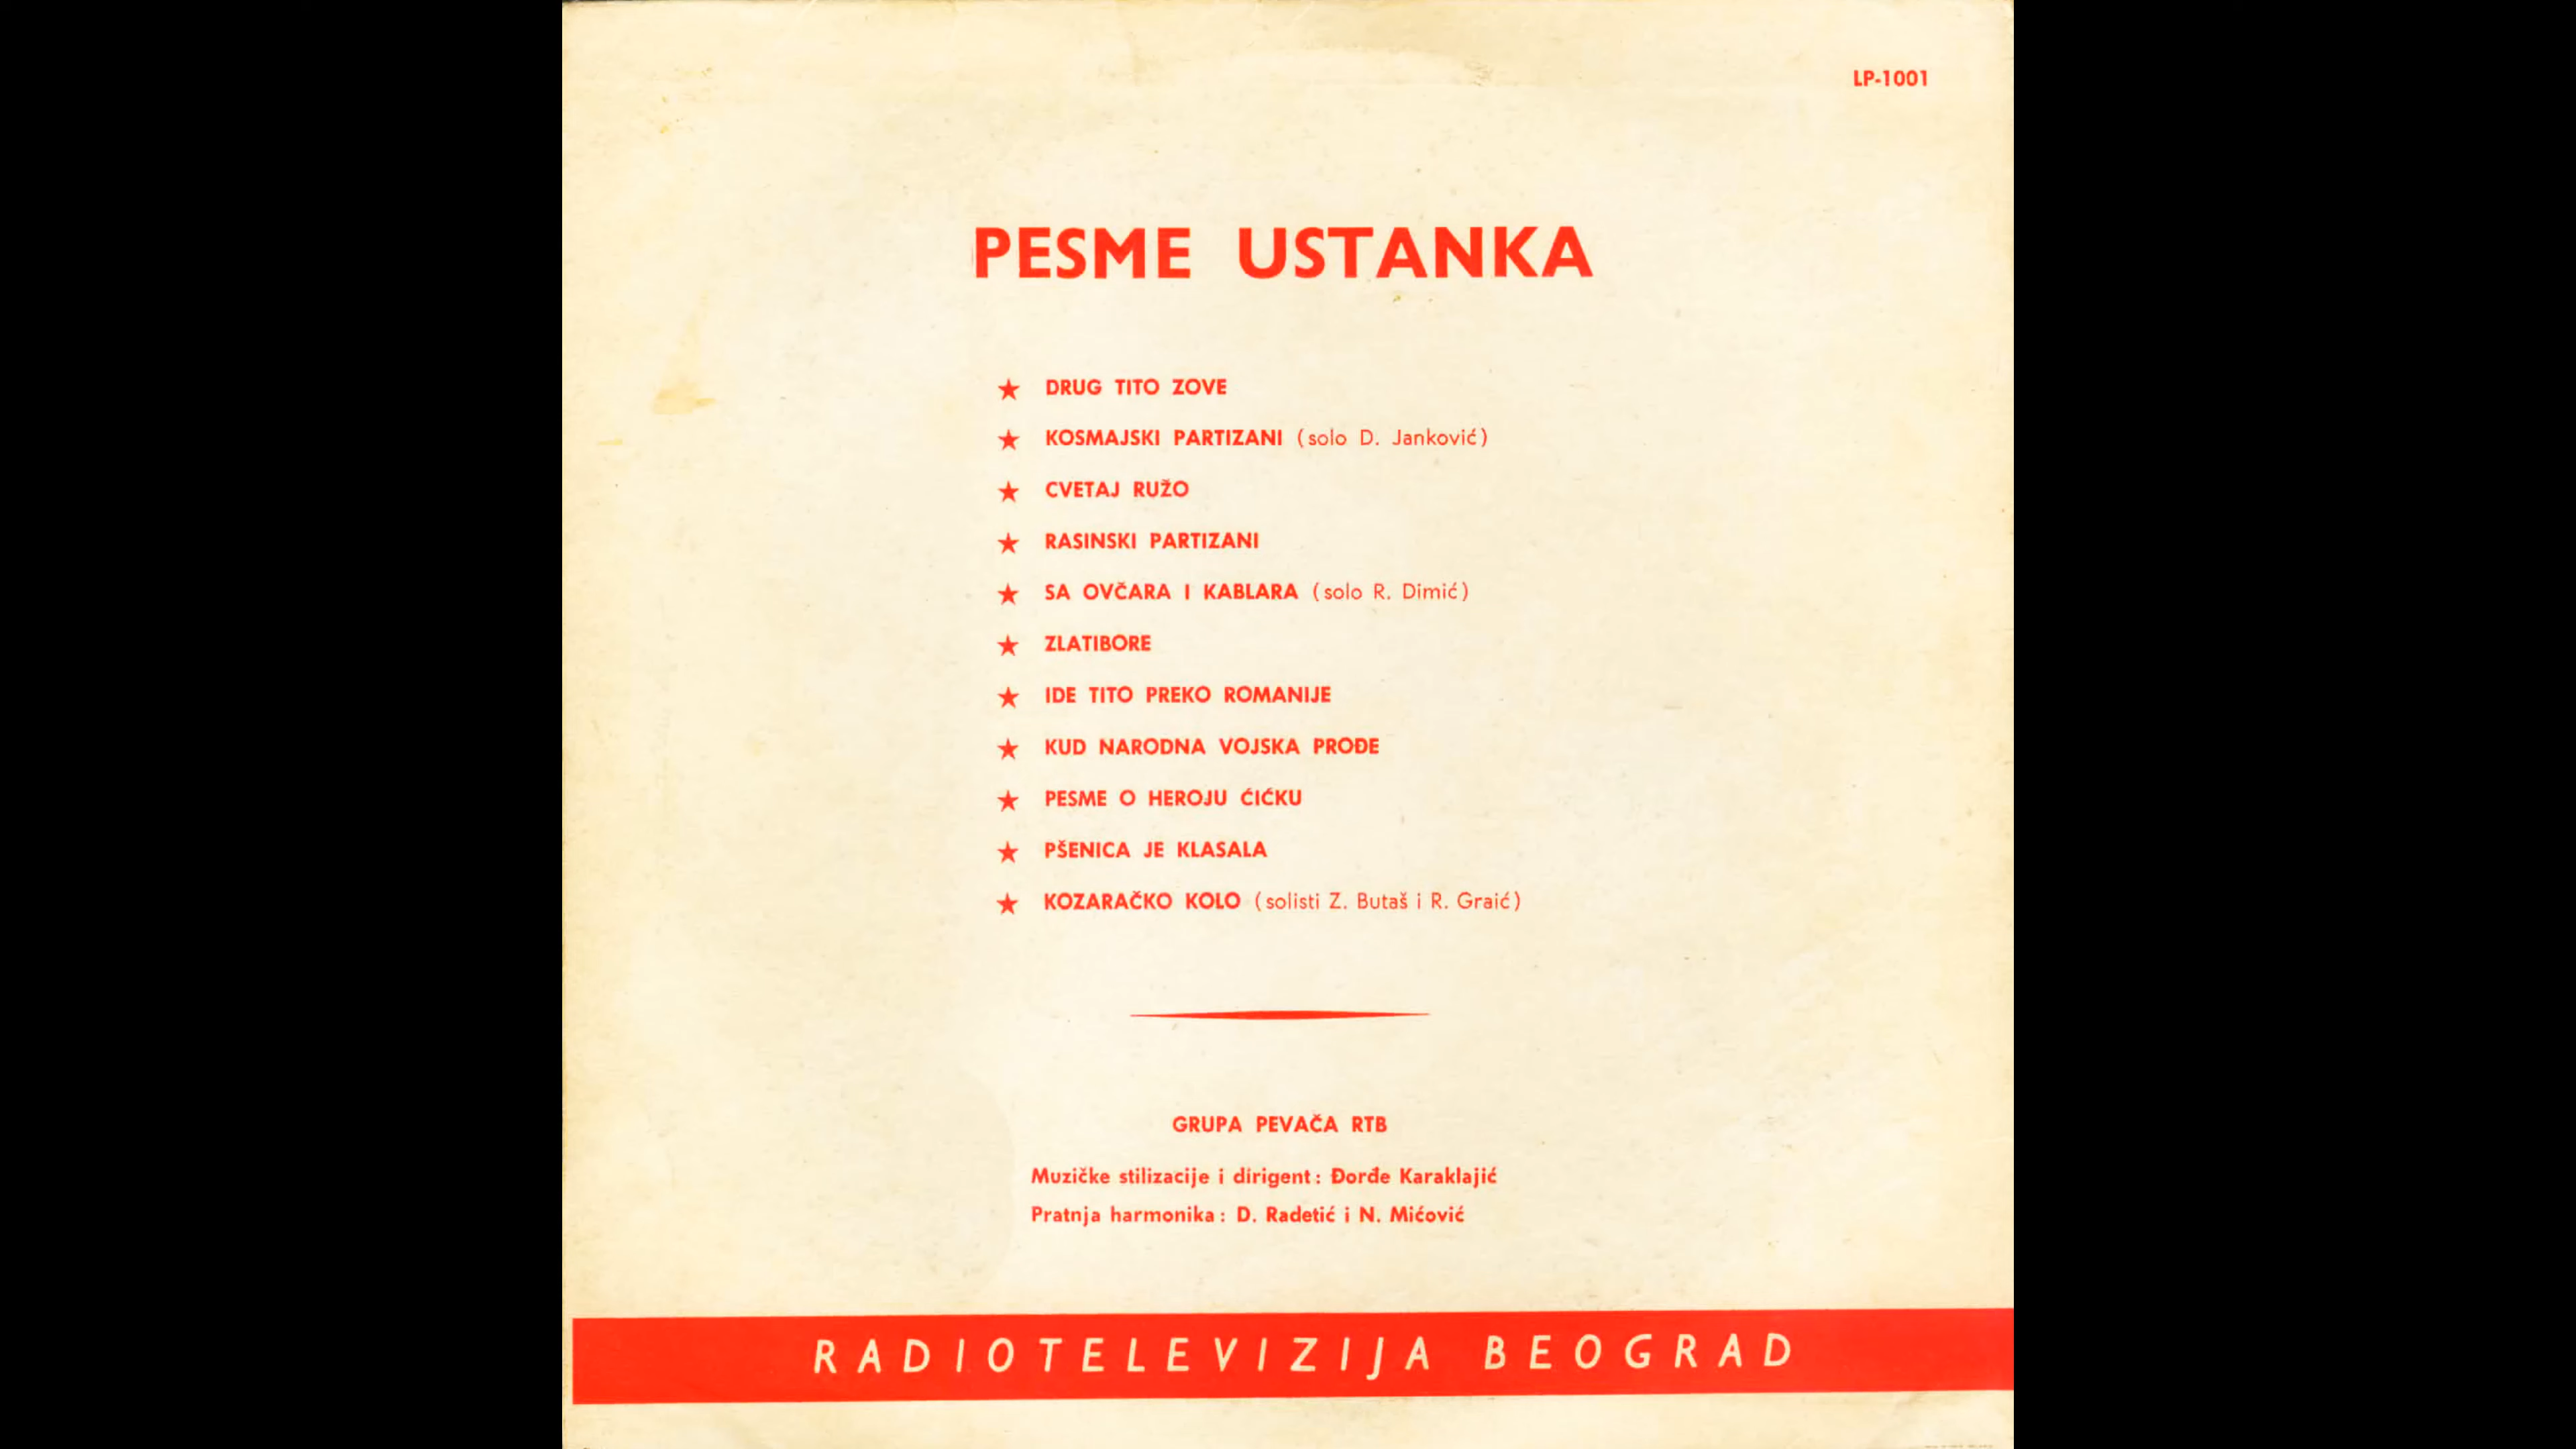 LP-1001
PESME USTANKA
★ DRUG TITO ZOVE
★ KOSMAJSKI PARTIZANI (solo D. Janković)
★ CVETAJ RUŽO
★ RASINSKI PARTIZANI
★ SA OVČARA I KABLARA (solo R. Dimić)
★ ZLATIBORE
★ IDE TITO PREKO ROMANIJE
★ KUD NARODNA VOJSKA PROĐE
★ PESME O HEROJU ĆIĆKU
★ PŠENICA JE KLASALA
★ KOZARAČKO KOLO (solisti Z. Butaš i R. Graić)
GRUPA PEVAČA RTB
Muzičke stilizacije i dirigent: Đorđe Karaklajić
Pratnja harmonika: D. Radetić i N. Mićović
RADIOTELEVIZIJA BEOGRAD